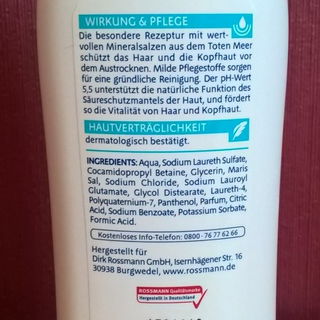 WIRKUNG & PFLEGE
Die besondere Rezeptur mit wert-
vollen Mineralsalzen aus dem Toten Meer
schützt das Haar und die Kopfhaut vor
dem Austrocknen. Milde Pflegestoffe sorgen
für eine gründliche Reinigung. Der pH-Wert
5,5 unterstützt die natürliche Funktion des
Säureschutzmantels der Haut, und fördert
so die Vitalität von Haar und Kopfhaut.
HAUTVERTRÄGLICHKEIT
dermatologisch bestätigt.
INGREDIENTS: Aqua, Sodium Laureth Sulfate,
Cocamidopropyl Betaine, Glycerin, Maris
Sal, Sodium Chloride, Sodium Lauroyl
Glutamate, Glycol Distearate, Laureth-4,
Polyquaternium-7, Panthenol, Parfum, Citric
Acid, Sodium Benzoate, Potassium Sorbate,
Formic Acid.
Kostenloses Info-Telefon: 0800-76 77 62 66
Hergestellt für
Dirk Rossmann GmbH, Isernhägener Str. 16
30938 Burgwedel, www.rossmann.de
ROSSMANN Qualitätsmarke
Hergestellt in Deutschland